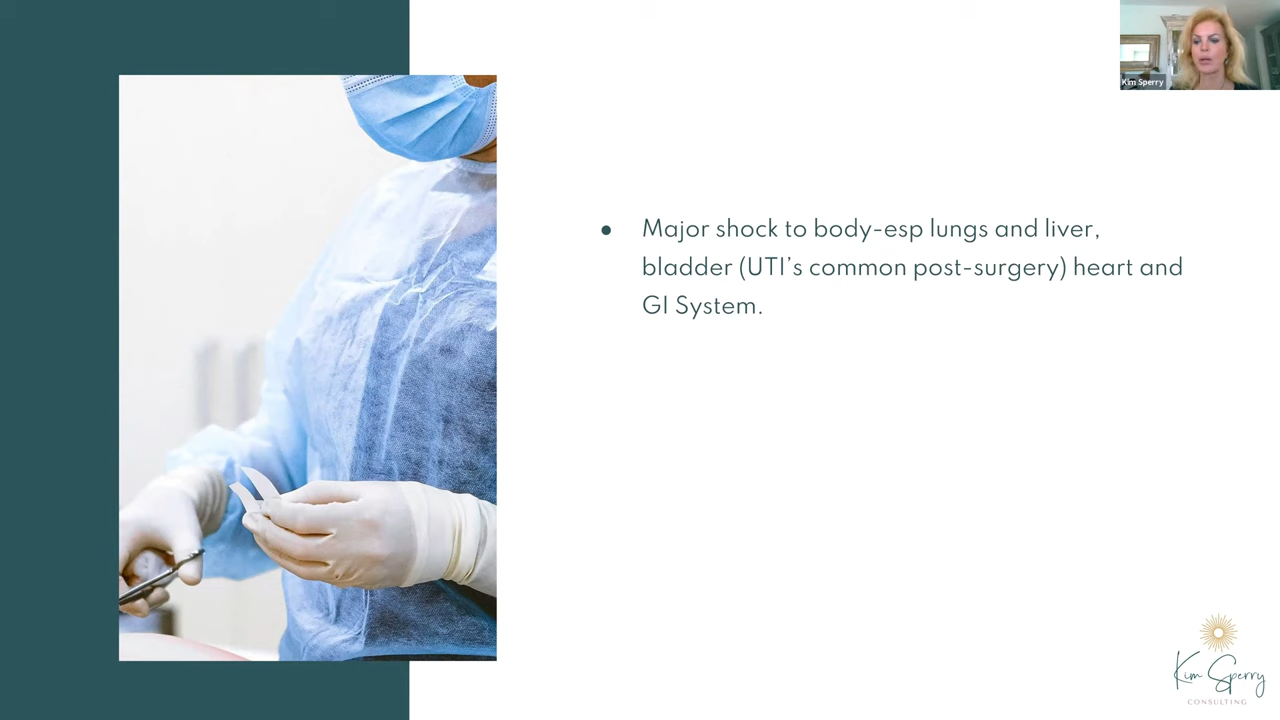 Kim Sperry
● Major shock to body-esp lungs and liver,
bladder (UTI’s common post-surgery) heart and
GI System.
Kim Sperry
CONSULTING